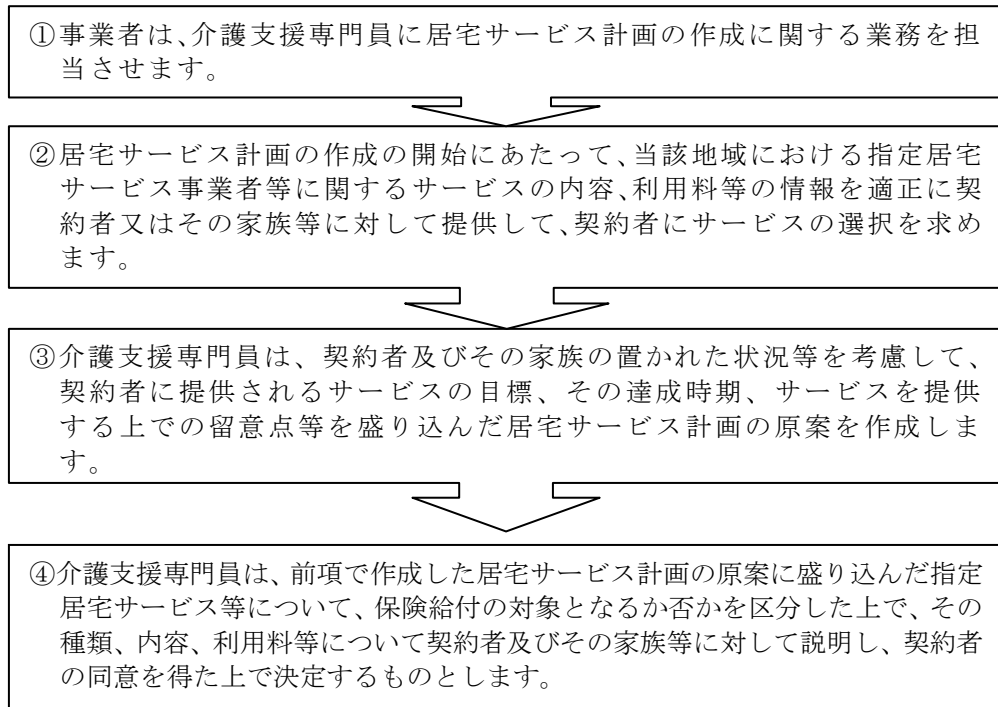 ①事業者は、介護支援専門員に居宅サービス計画の作成に関する業務を担
当させます。
②居宅サービス計画の作成の開始にあたって、当該地域における指定居宅
サービス事業者等に関するサービスの内容、利用料等の情報を適正に契
約者又はその家族等に対して提供して、契約者にサービスの選択を求め
ます。
③介護支援専門員は、契約者及びその家族の置かれた状況等を考慮して、
契約者に提供されるサービスの目標、その達成時期、サービスを提供
する上での留意点等を盛り込んだ居宅サービス計画の原案を作成しま
す。
④介護支援専門員は、前項で作成した居宅サービス計画の原案に盛り込んだ指定
居宅サービス等について、保険給付の対象となるか否かを区分した上で、その
種類、内容、利用料等について契約者及びその家族等に対して説明し、契約者
の同意を得た上で決定するものとします。